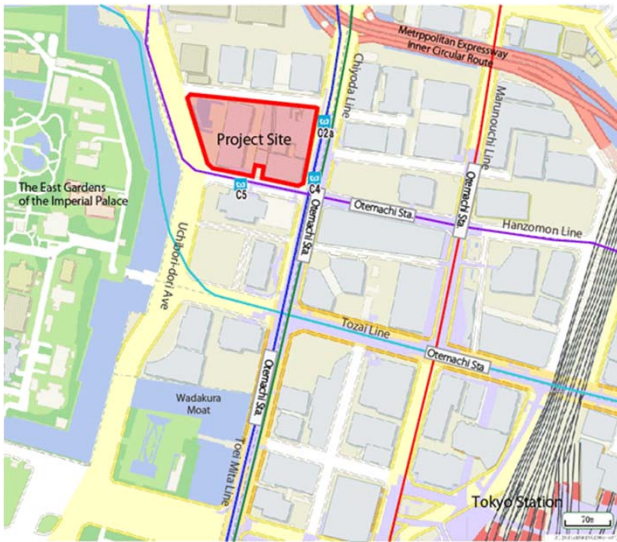 Metrppolitan Expressway
Inner Circular Route
Chiyoda Line
Marunouchi Line
Project Site
C2a
The East Gardens
of the Imperial Palace
C5
C4
Otemachi Sta.
Otemachi Sta.
Otemachi Sta.
Hanzomon Line
Uchibori-dori Ave
Tozai Line
Otemachi Sta.
Otemachi Sta.
Wadakura
Moat
Toei Mita Line
Tokyo Station
70m